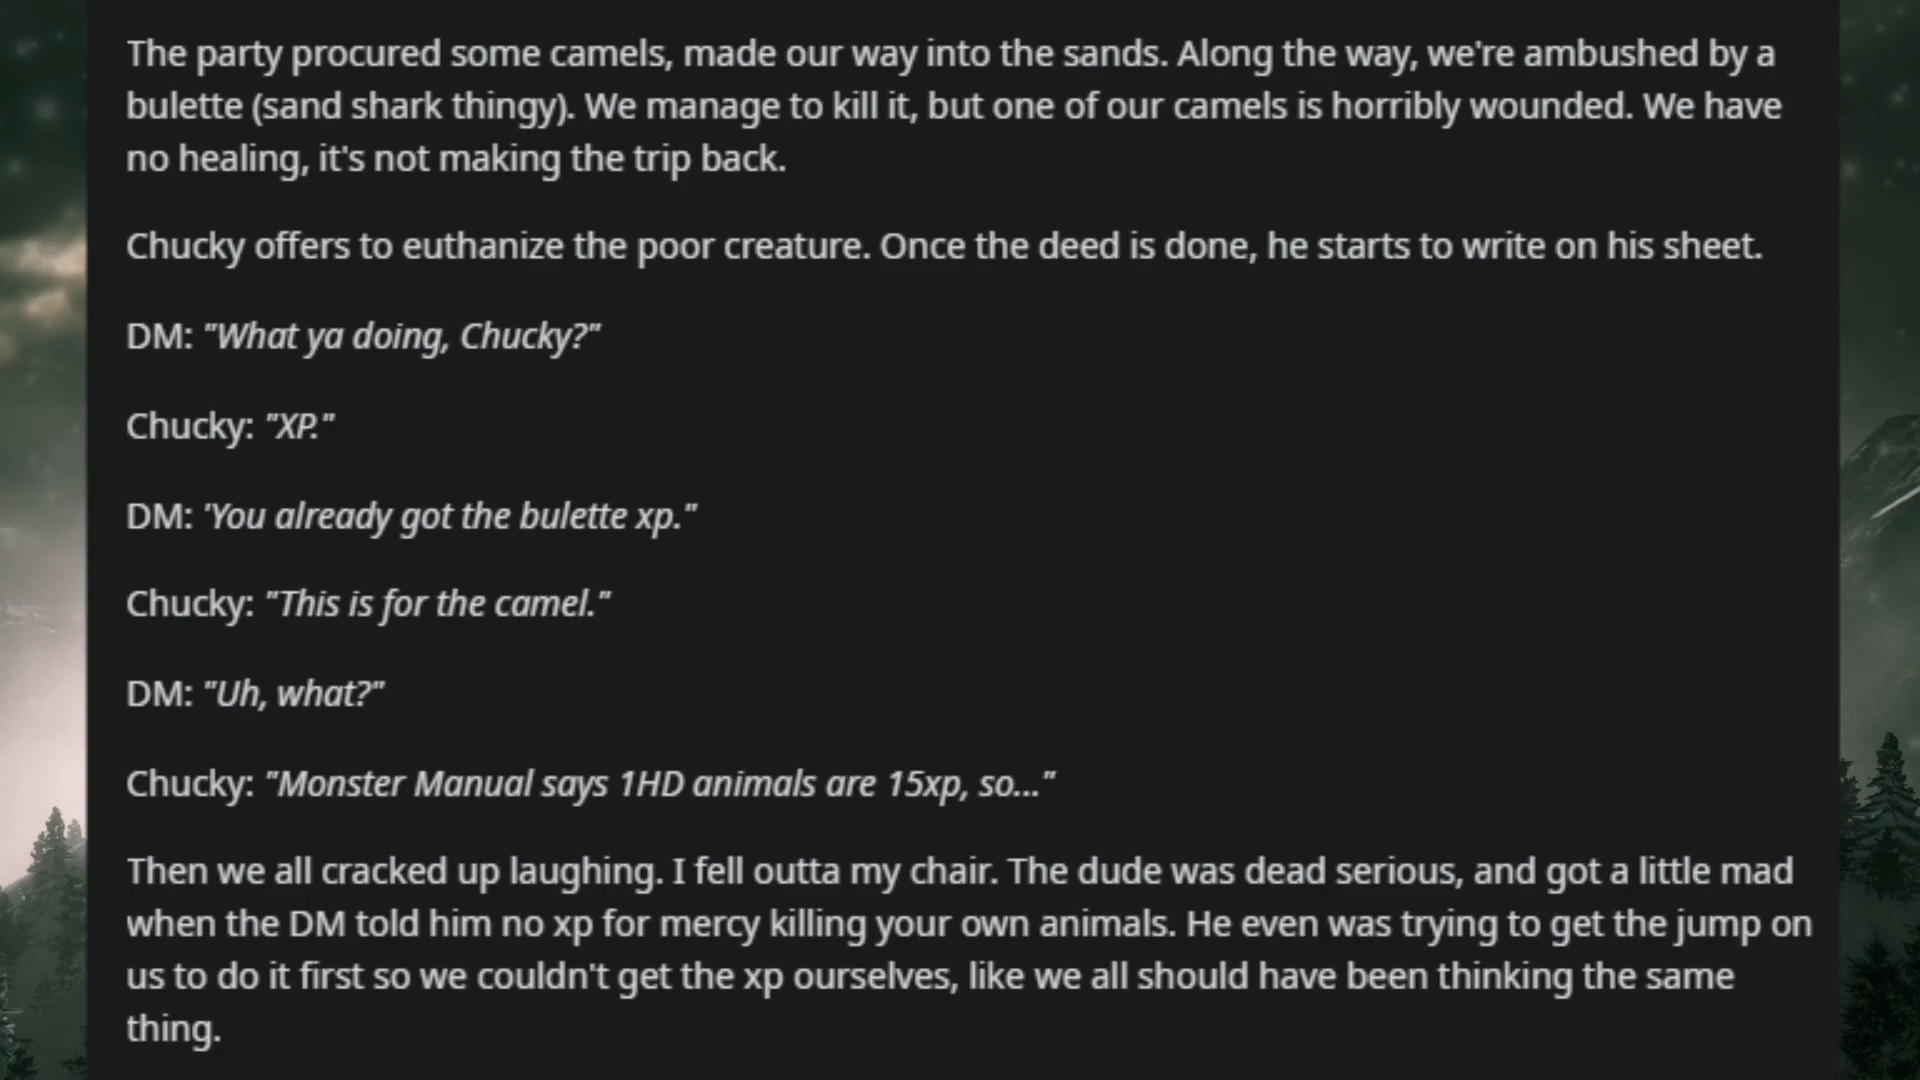 The party procured some camels, made our way into the sands. Along the way, we're ambushed by a
bulette (sand shark thingy). We manage to kill it, but one of our camels is horribly wounded. We have
no healing, it's not making the trip back.
Chucky offers to euthanize the poor creature. Once the deed is done, he starts to write on his sheet.
DM: "What ya doing, Chucky?"
Chucky: "XP."
DM: 'You already got the bulette xp."
Chucky: "This is for the camel."
DM: "Uh, what?"
Chucky: "Monster Manual says 1HD animals are 15xp, so..."
Then we all cracked up laughing. I fell outta my chair. The dude was dead serious, and got a little mad
when the DM told him no xp for mercy killing your own animals. He even was trying to get the jump on
us to do it first so we couldn't get the xp ourselves, like we all should have been thinking the same
thing.